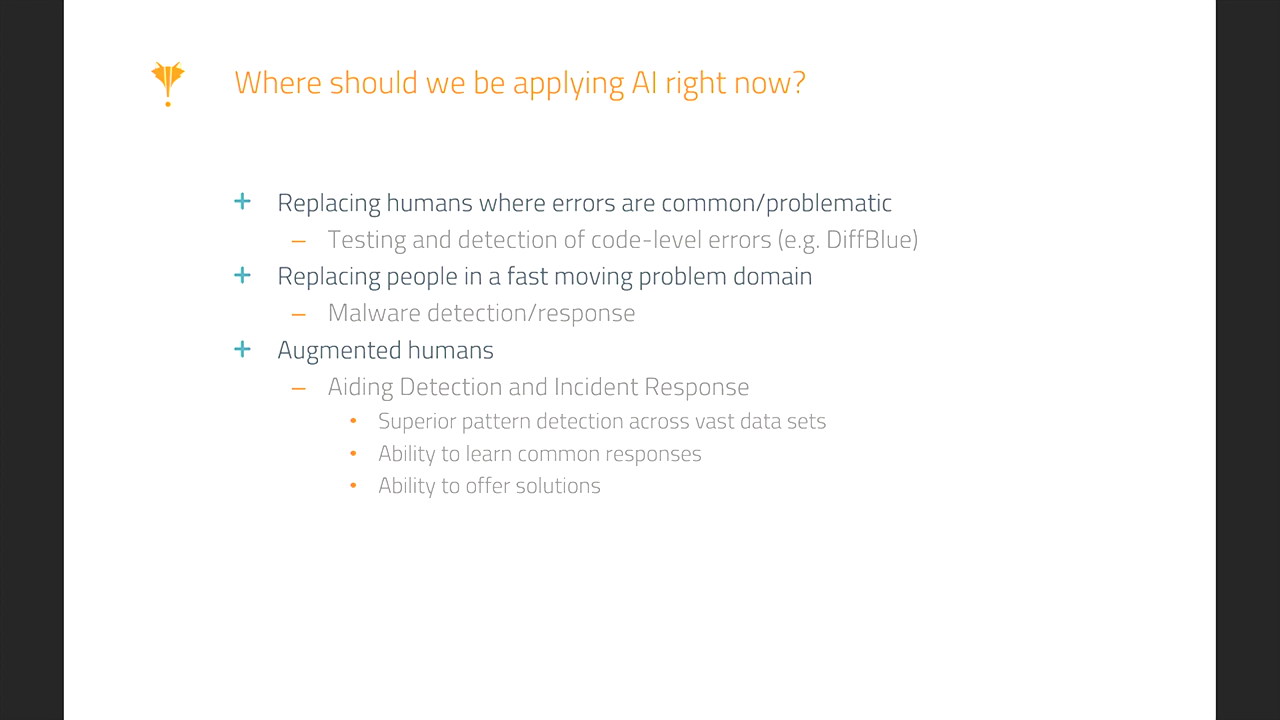 Where should we be applying AI right now?
+ Replacing humans where errors are common/problematic
– Testing and detection of code-level errors (e.g. DiffBlue)
+ Replacing people in a fast moving problem domain
– Malware detection/response
+ Augmented humans
– Aiding Detection and Incident Response
• Superior pattern detection across vast data sets
• Ability to learn common responses
• Ability to offer solutions